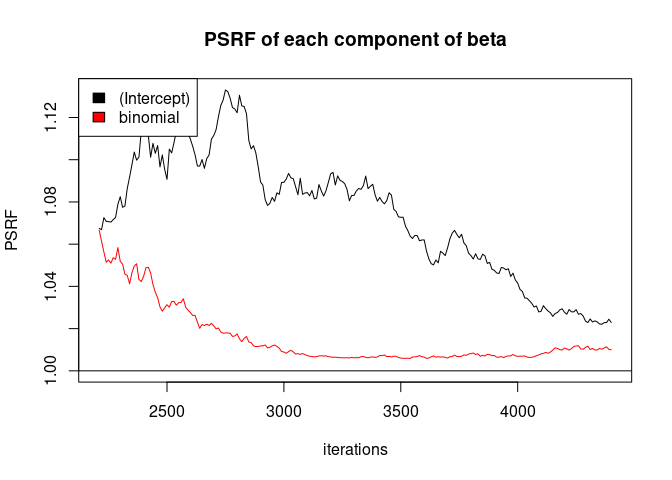 PSRF of each component of beta
(Intercept)
binomial
PSRF
1.12
1.08
1.04
1.00
2500 3000 3500 4000
iterations